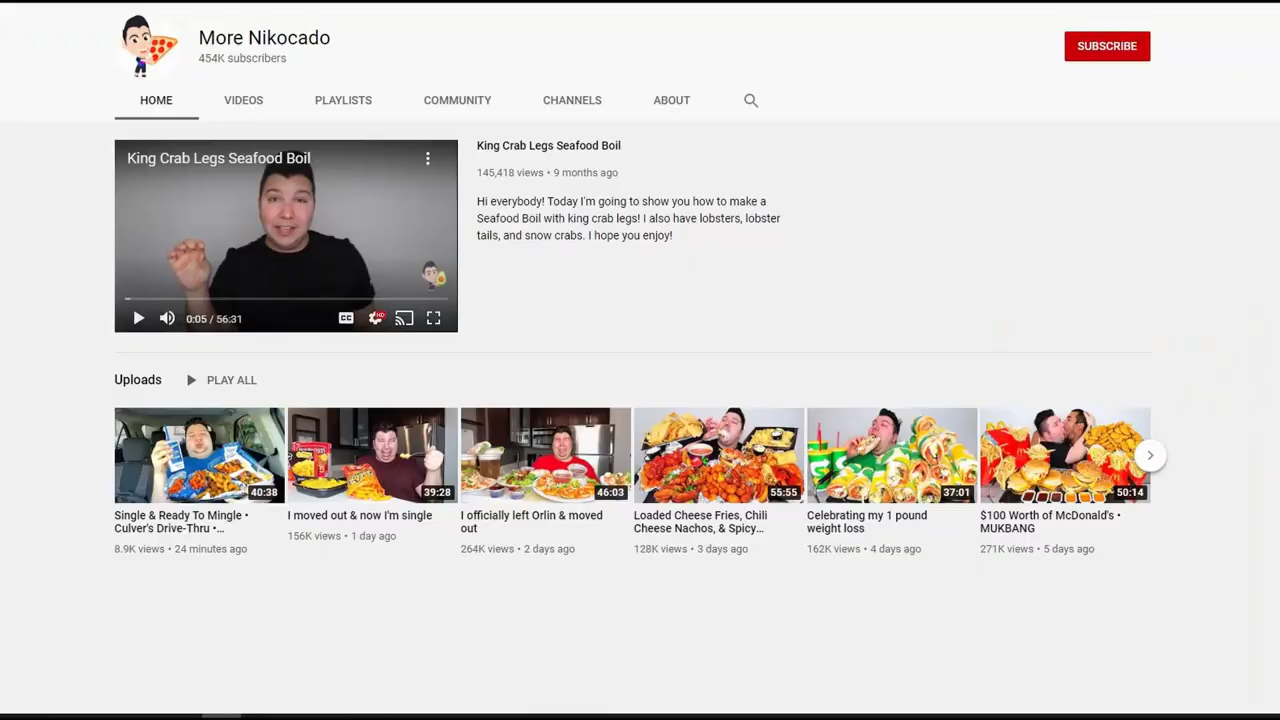 More Nikocado
454K subscribers
SUBSCRIBE
HOME VIDEOS PLAYLISTS COMMUNITY CHANNELS ABOUT
King Crab Legs Seafood Boil
0:05 / 56:31
CC
HD
King Crab Legs Seafood Boil
145,418 views • 9 months ago
Hi everybody! Today I'm going to show you how to make a
Seafood Boil with king crab legs! I also have lobsters, lobster
tails, and snow crabs. I hope you enjoy!
Uploads PLAY ALL
40:38
Single & Ready To Mingle •
Culver's Drive-Thru •...
8.9K views • 24 minutes ago
39:28
I moved out & now I'm single
156K views • 1 day ago
46:03
I officially left Orlin & moved
out
264K views • 2 days ago
55:55
Loaded Cheese Fries, Chili
Cheese Nachos, & Spicy...
128K views • 3 days ago
37:01
Celebrating my 1 pound
weight loss
162K views • 4 days ago
50:14
$100 Worth of McDonald's •
MUKBANG
271K views • 5 days ago